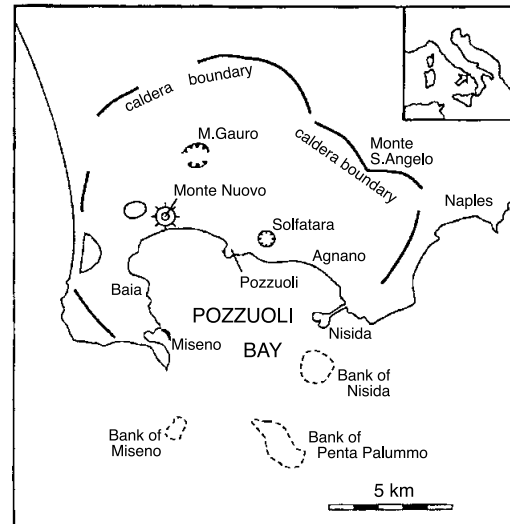 caldera boundary
M.Gauro
caldera boundary
Monte
S.Angelo
Monte Nuovo
Naples
Solfatara
Agnano
Pozzuoli
Baia
POZZUOLI
BAY
Nisida
Miseno
Bank of
Nisida
Bank of
Miseno
Bank of
Penta Palummo
5 km